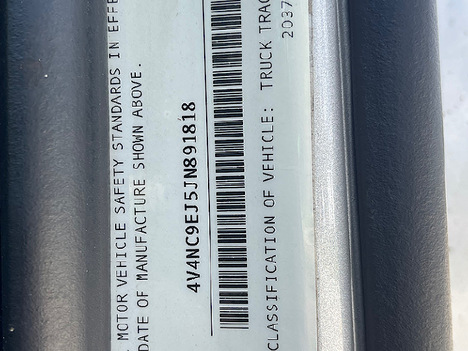 MOTOR VEHICLE SAFETY STANDARDS IN EFFE
DATE OF MANUFACTURE SHOWN ABOVE.
4V4NC9EJ5JN891818
CLASSIFICATION OF VEHICLE: TRUCK TRAC
2037